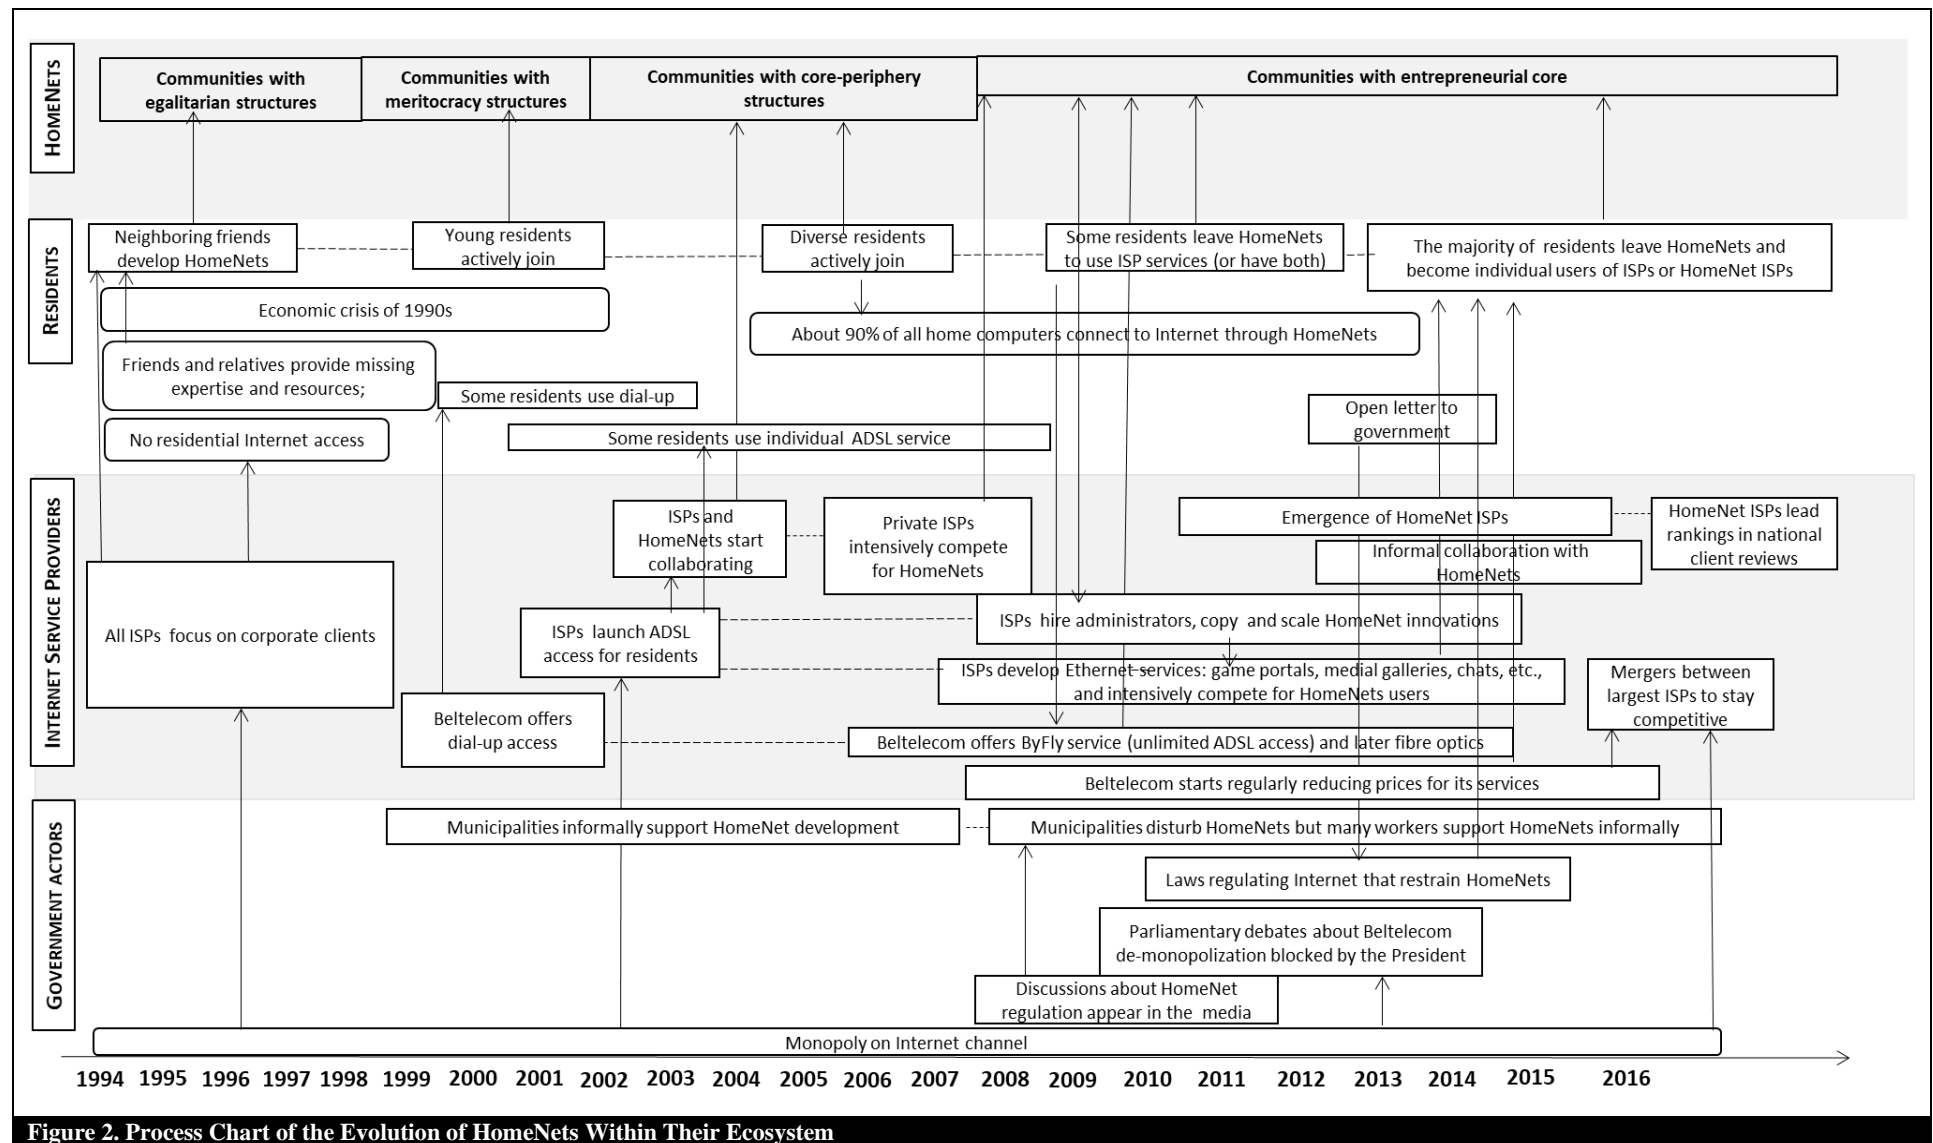 HOMENETS
Communities with
egalitarian structures
Communities with
meritocracy structures
Communities with core-periphery
structures
Communities with entrepreneurial core
RESIDENTS
Neighboring friends
develop HomeNets
Young residents
actively join
Diverse residents
actively join
Some residents leave HomeNets
to use ISP services (or have both)
The majority of residents leave HomeNets and
become individual users of ISPs or HomeNet ISPs
Economic crisis of 1990s
About 90% of all home computers connect to Internet through HomeNets
Friends and relatives provide missing
expertise and resources;
Some residents use dial-up
Open letter to
government
No residential Internet access
Some residents use individual ADSL service
INTERNET SERVICE PROVIDERS
ISPs and
HomeNets start
collaborating
Private ISPs
intensively compete
for HomeNets
Emergence of HomeNet ISPs
HomeNet ISPs lead
rankings in national
client reviews
Informal collaboration with
HomeNets
All ISPs focus on corporate clients
ISPs launch ADSL
access for residents
ISPs hire administrators, copy and scale HomeNet innovations
ISPs develop Ethernet services: game portals, medial galleries, chats, etc.,
and intensively compete for HomeNets users
Mergers between
largest ISPs to stay
competitive
Beltelecom offers
dial-up access
Beltelecom offers ByFly service (unlimited ADSL access) and later fibre optics
Beltelecom starts regularly reducing prices for its services
GOVERNMENT ACTORS
Municipalities informally support HomeNet development
Municipalities disturb HomeNets but many workers support HomeNets informally
Laws regulating Internet that restrain HomeNets
Parliamentary debates about Beltelecom
de-monopolization blocked by the President
Discussions about HomeNet
regulation appear in the media
Monopoly on Internet channel
1994 1995 1996 1997 1998 1999 2000 2001 2002 2003 2004 2005 2006 2007 2008 2009 2010 2011 2012 2013 2014 2015 2016
Figure 2. Process Chart of the Evolution of HomeNets Within Their Ecosystem